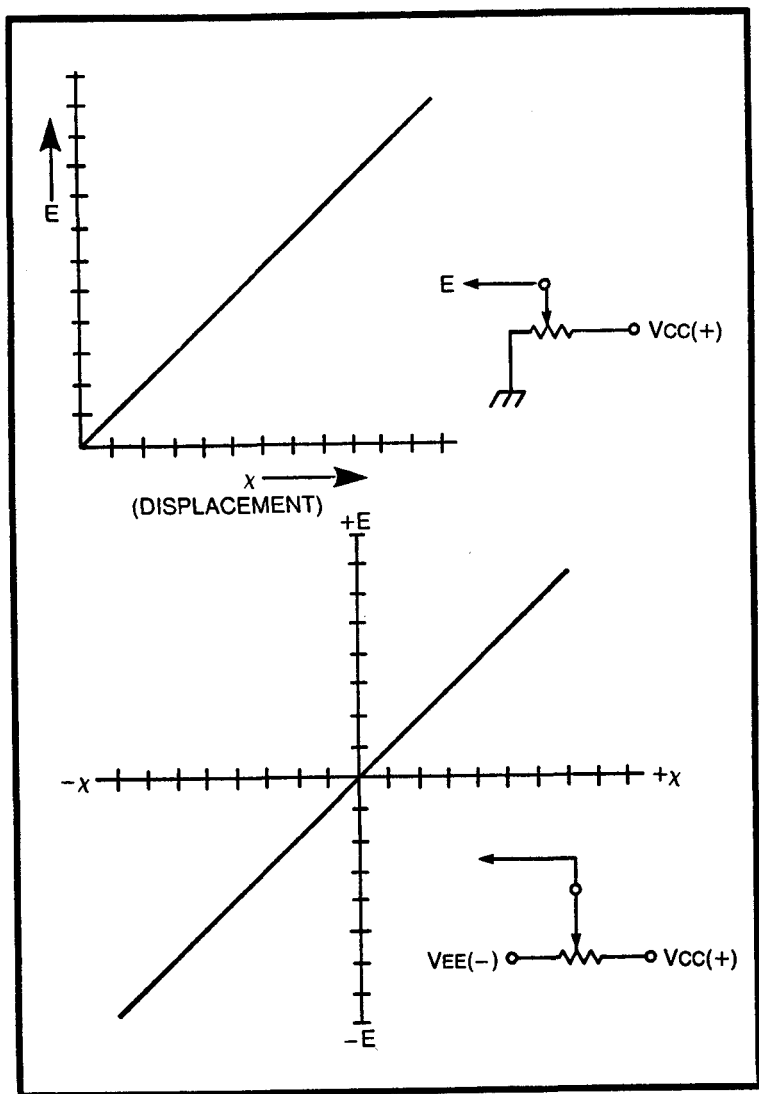 E
E
VCC(+)
χ
(DISPLACEMENT)
+E
−χ
+χ
VEE(−)
VCC(+)
−E